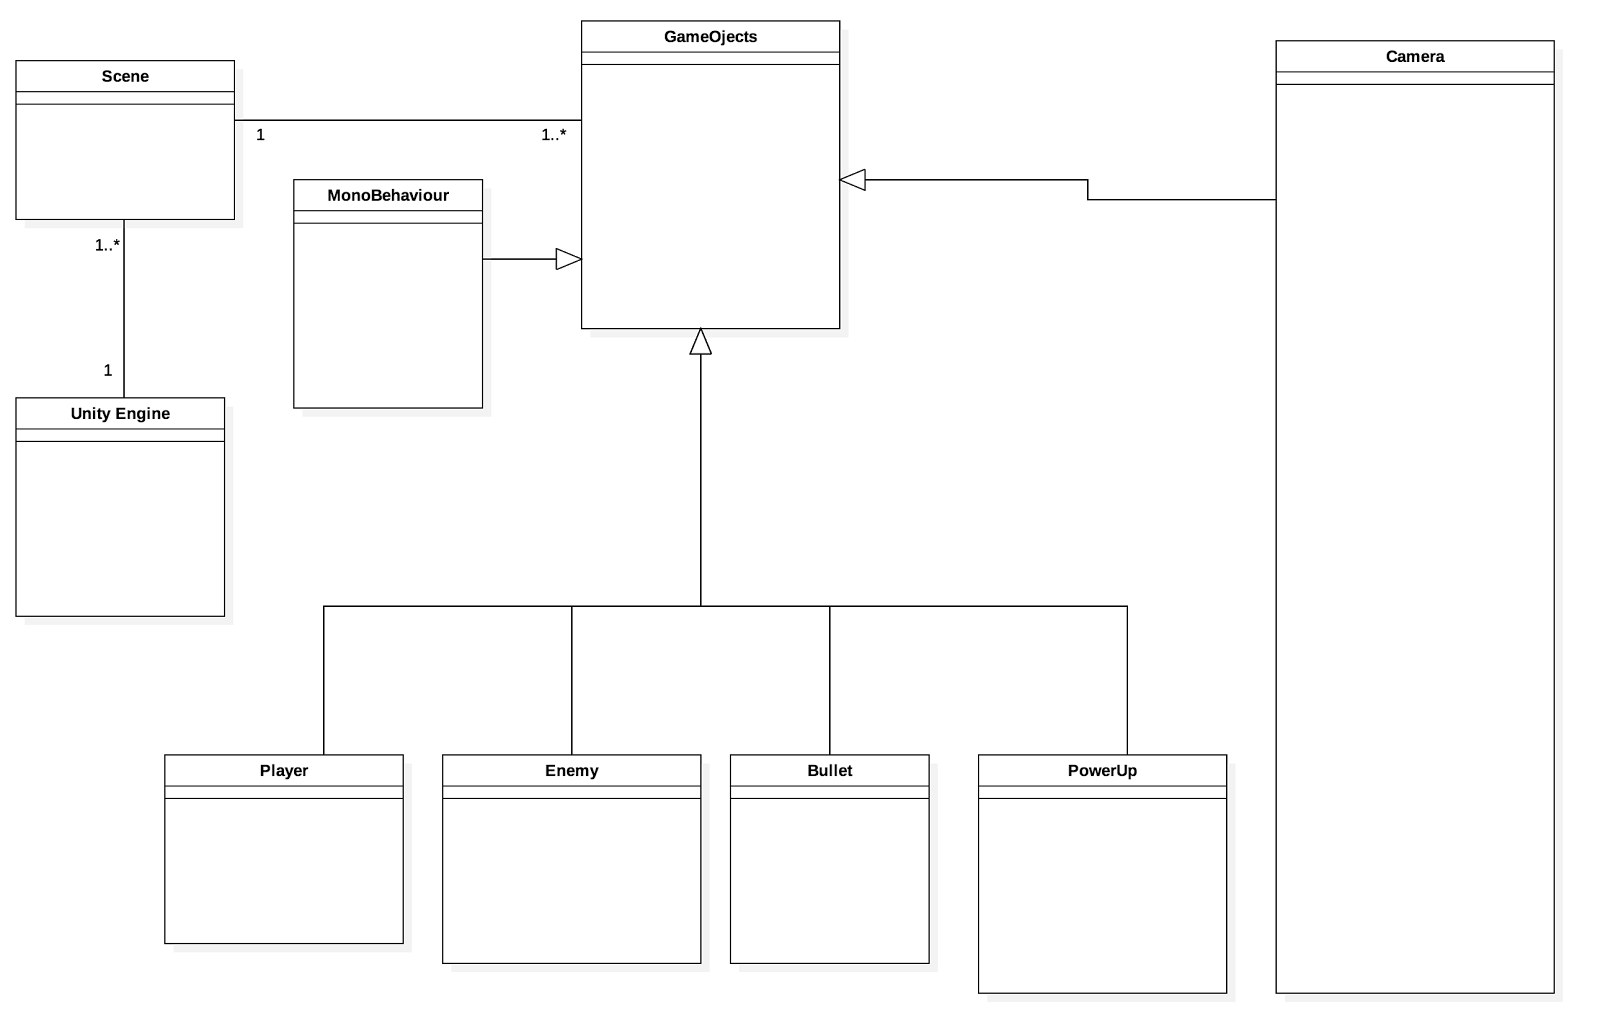 GameOjects
Camera
Scene
1
1..*
MonoBehaviour
1..*
1
Unity Engine
Player
Enemy
Bullet
PowerUp